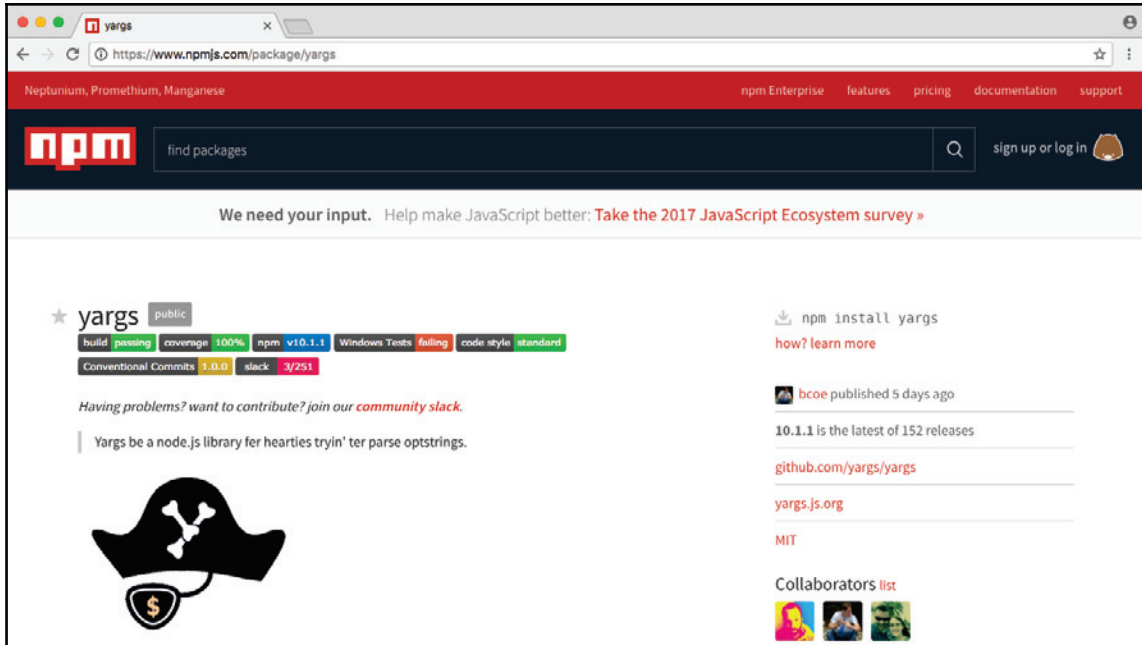 yargs
https://www.npmjs.com/package/yargs
Neptunium, Promethium, Manganese npm Enterprise features pricing documentation support
npm find packages sign up or log in
We need your input. Help make JavaScript better: Take the 2017 JavaScript Ecosystem survey »
yargs public
build passing coverage 100% npm v10.1.1 Windows Tests failing code style standard
Conventional Commits 1.0.0 slack 3/251
Having problems? want to contribute? join our community slack.
Yargs be a node.js library fer hearties tryin' ter parse optstrings.
$
npm install yargs
how? learn more
bcoe published 5 days ago
10.1.1 is the latest of 152 releases
github.com/yargs/yargs
yargs.js.org
MIT
Collaborators list